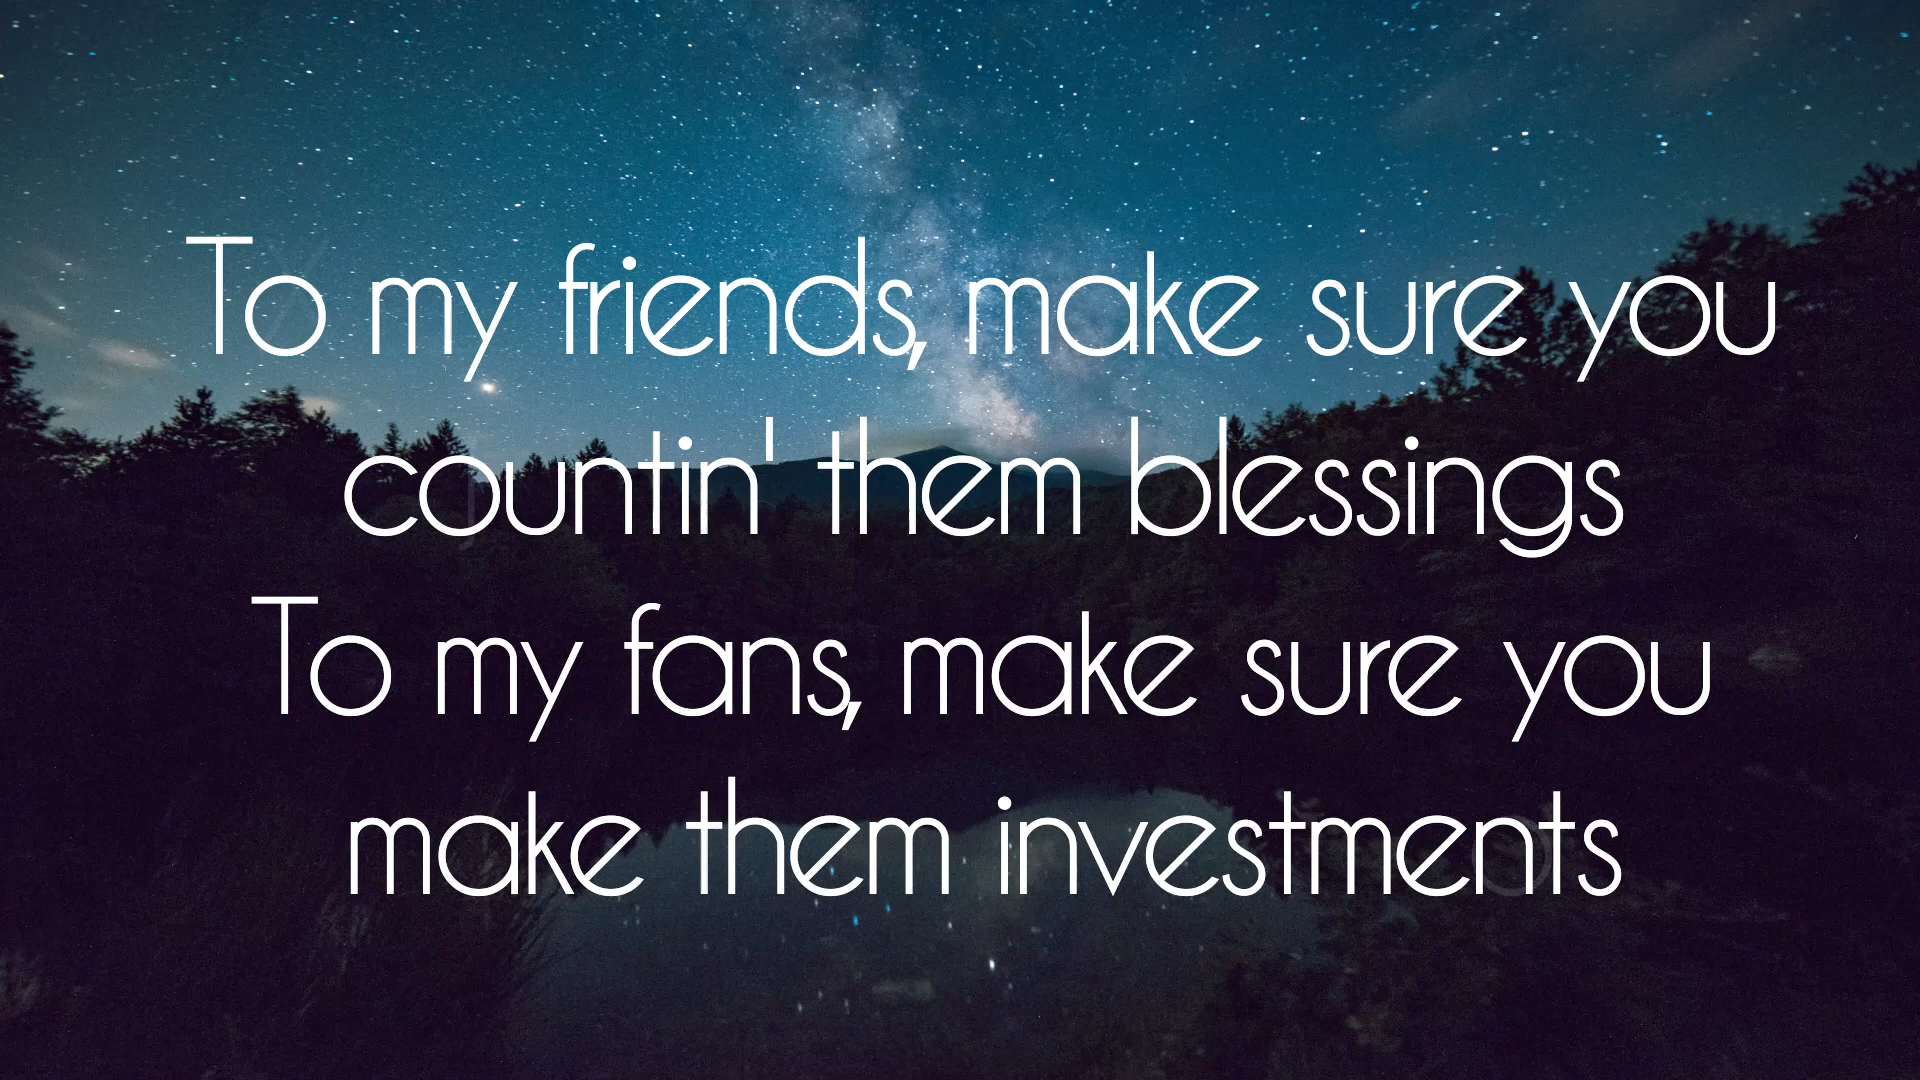 To my friends, make sure you
countin' them blessings
To my fans, make sure you
make them investments